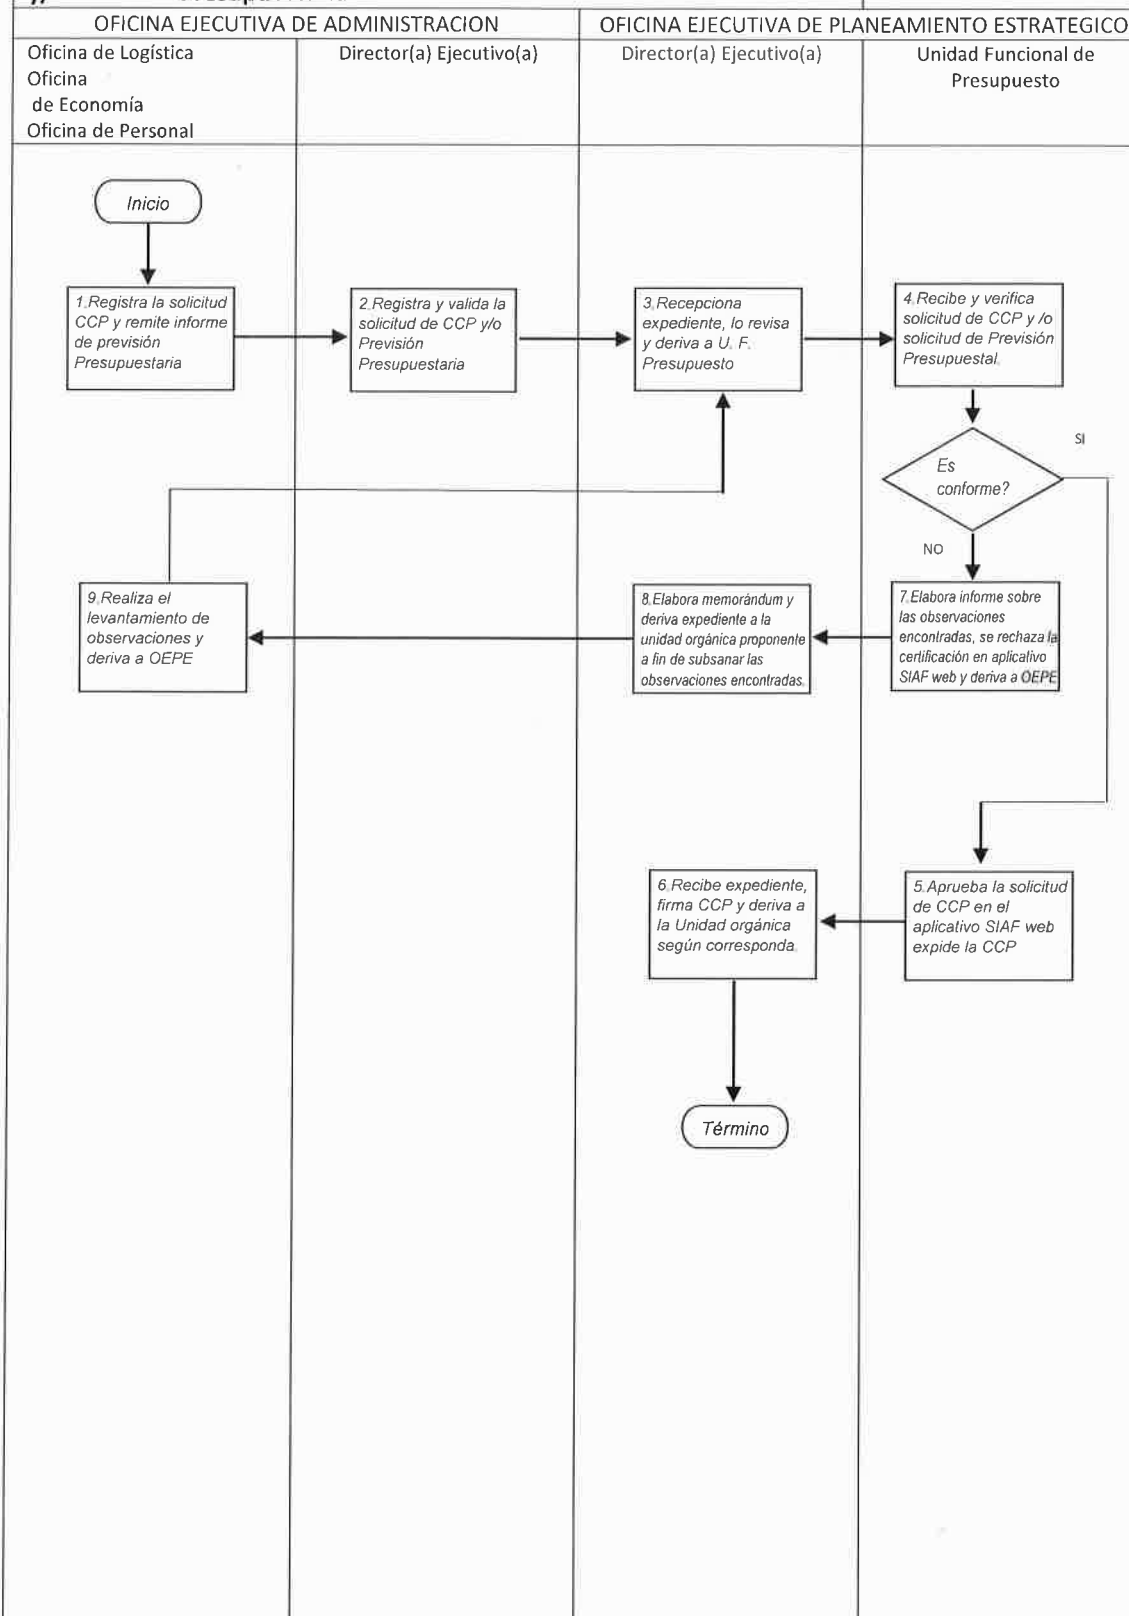 OFICINA EJECUTIVA DE ADMINISTRACION
OFICINA EJECUTIVA DE PLANEAMIENTO ESTRATEGICO
Oficina de Logística
Oficina
de Economía
Oficina de Personal
Director(a) Ejecutivo(a)
Director(a) Ejecutivo(a)
Unidad Funcional de
Presupuesto
Inicio
1.Registra la solicitud
CCP y remite informe
de previsión
Presupuestaria
2.Registra y valida la
solicitud de CCP y/o
Previsión
Presupuestaria
3.Recepciona
expediente, lo revisa
y deriva a U. F.
Presupuesto
4.Recibe y verifica
solicitud de CCP y /o
solicitud de Previsión
Presupuestal.
SI
Es
conforme?
NO
9.Realiza el
levantamiento de
observaciones y
deriva a OEPE
8.Elabora memorándum y
deriva expediente a la
unidad orgánica proponente
a fin de subsanar las
observaciones encontradas.
7.Elabora informe sobre
las observaciones
encontradas, se rechaza la
certificación en aplicativo
SIAF web y deriva a OEPE
6.Recibe expediente,
firma CCP y deriva a
la Unidad orgánica
según corresponda.
5.Aprueba la solicitud
de CCP en el
aplicativo SIAF web
expide la CCP
Término